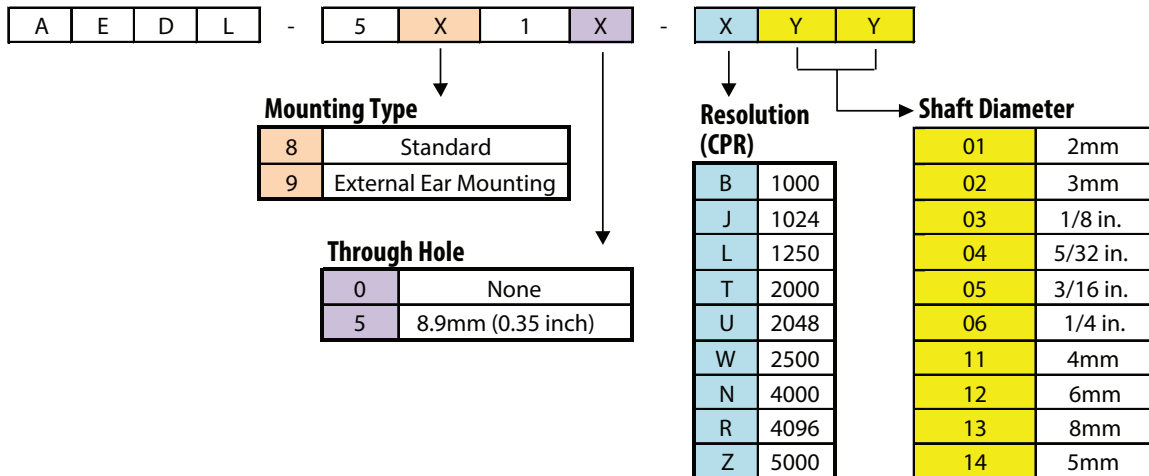 A E D L - 5 X 1 X - X Y Y
Mounting Type
8 Standard
9 External Ear Mounting
Through Hole
0 None
5 8.9mm (0.35 inch)
Resolution
(CPR)
B 1000
J 1024
L 1250
T 2000
U 2048
W 2500
N 4000
R 4096
Z 5000
Shaft Diameter
01 2mm
02 3mm
03 1/8 in.
04 5/32 in.
05 3/16 in.
06 1/4 in.
11 4mm
12 6mm
13 8mm
14 5mm